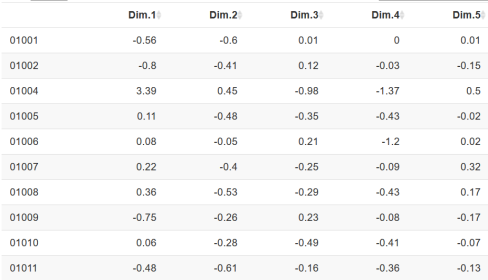 Dim.1 Dim.2 Dim.3 Dim.4 Dim.5
01001 -0.56 -0.6 0.01 0 0.01
01002 -0.8 -0.41 0.12 -0.03 -0.15
01004 3.39 0.45 -0.98 -1.37 0.5
01005 0.11 -0.48 -0.35 -0.43 -0.02
01006 0.08 -0.05 0.21 -1.2 0.02
01007 0.22 -0.4 -0.25 -0.09 0.32
01008 0.36 -0.53 -0.29 -0.43 0.17
01009 -0.75 -0.26 0.23 -0.08 -0.17
01010 0.06 -0.28 -0.49 -0.41 -0.07
01011 -0.48 -0.61 -0.16 -0.36 -0.13